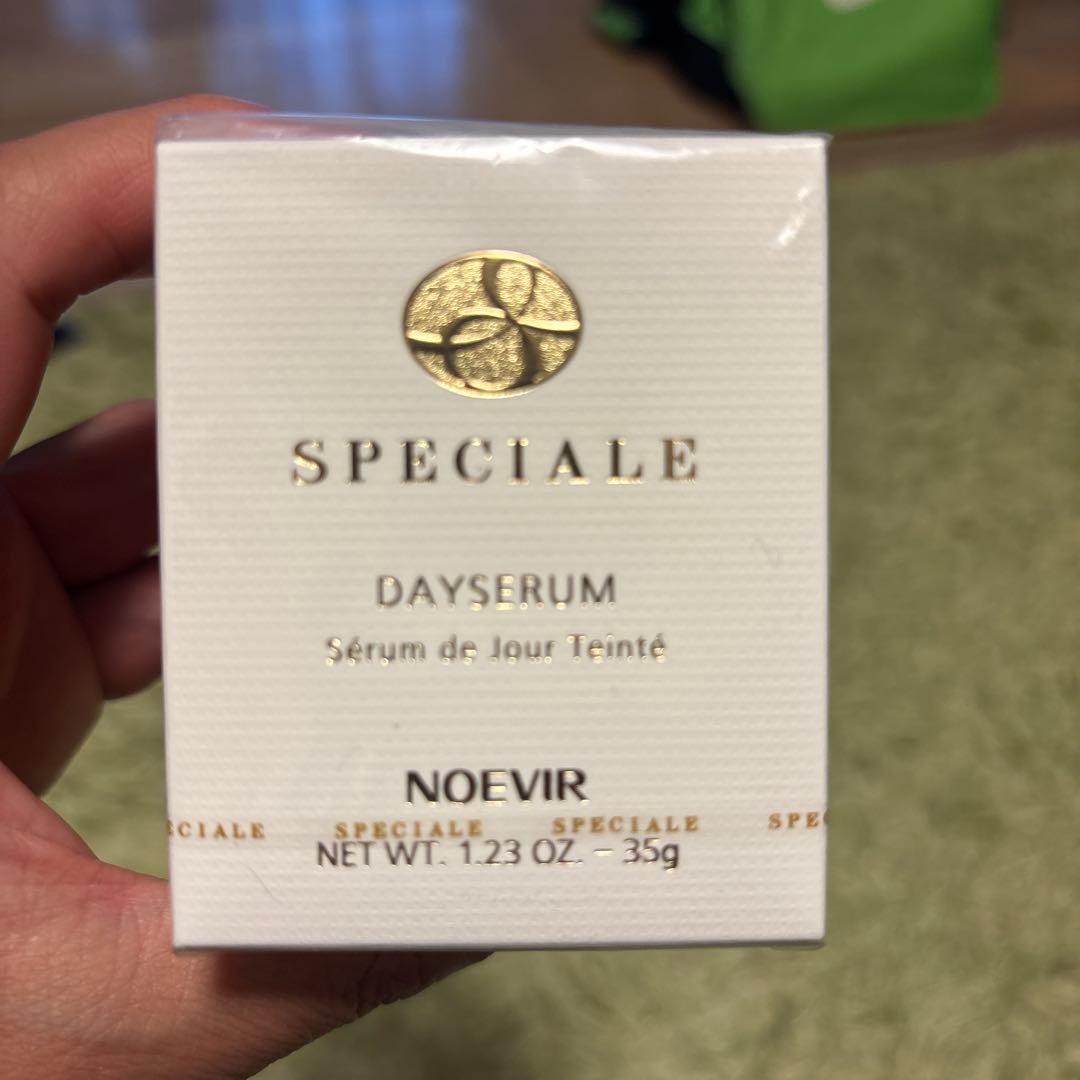 SPECIALE
DAYSERUM
Sérum de Jour Teinté
NOEVIR
CIALE SPECIALE SPECIALE SPE
NET WT. 1.23 OZ. – 35g